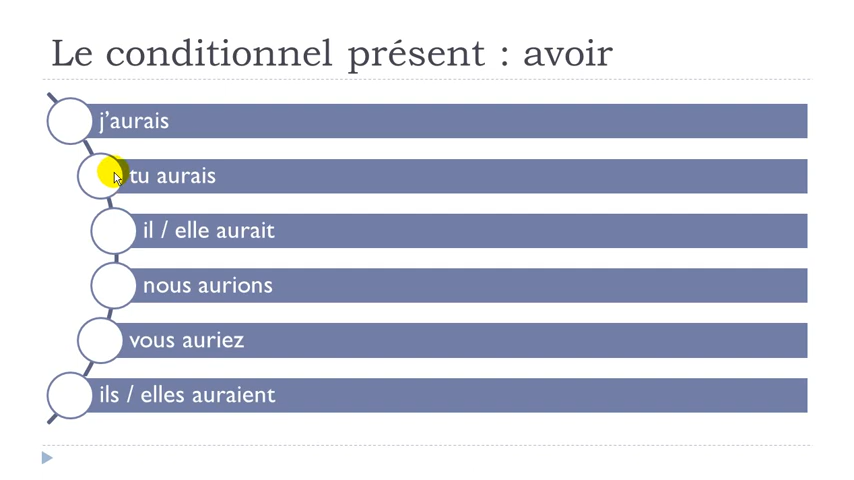 Le conditionnel présent : avoir
j’aurais
tu aurais
il / elle aurait
nous aurions
vous auriez
ils / elles auraient